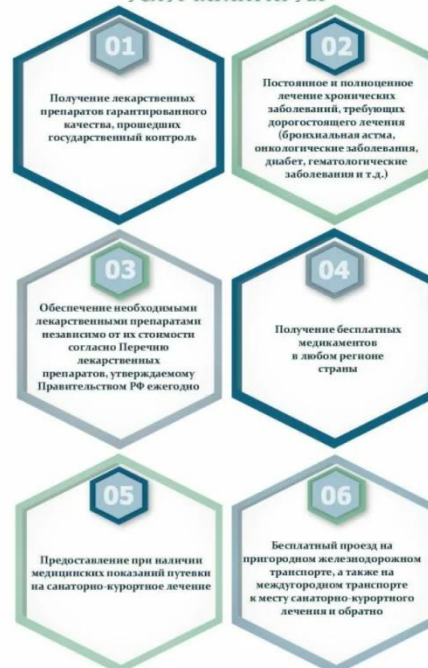 01
Получение лекарственных
препаратов гарантированного
качества, прошедших
государственный контроль
02
Постоянное и полноценное
лечение хронических
заболеваний, требующих
дорогостоящего лечения
(бронхиальная астма,
онкологические заболевания,
диабет, гематологические
заболевания и т.д.)
03
Обеспечение необходимыми
лекарственными препаратами
независимо от их стоимости
согласно Перечню
лекарственных
препаратов, утверждаемому
Правительством РФ ежегодно
04
Получение бесплатных
медикаментов
в любом регионе
страны
05
Предоставление при наличии
медицинских показаний путевки
на санаторно-курортное лечение
06
Бесплатный проезд на
пригородном железнодорожном
транспорте, а также на
междугородном транспорте
к месту санаторно-курортного
лечения и обратно